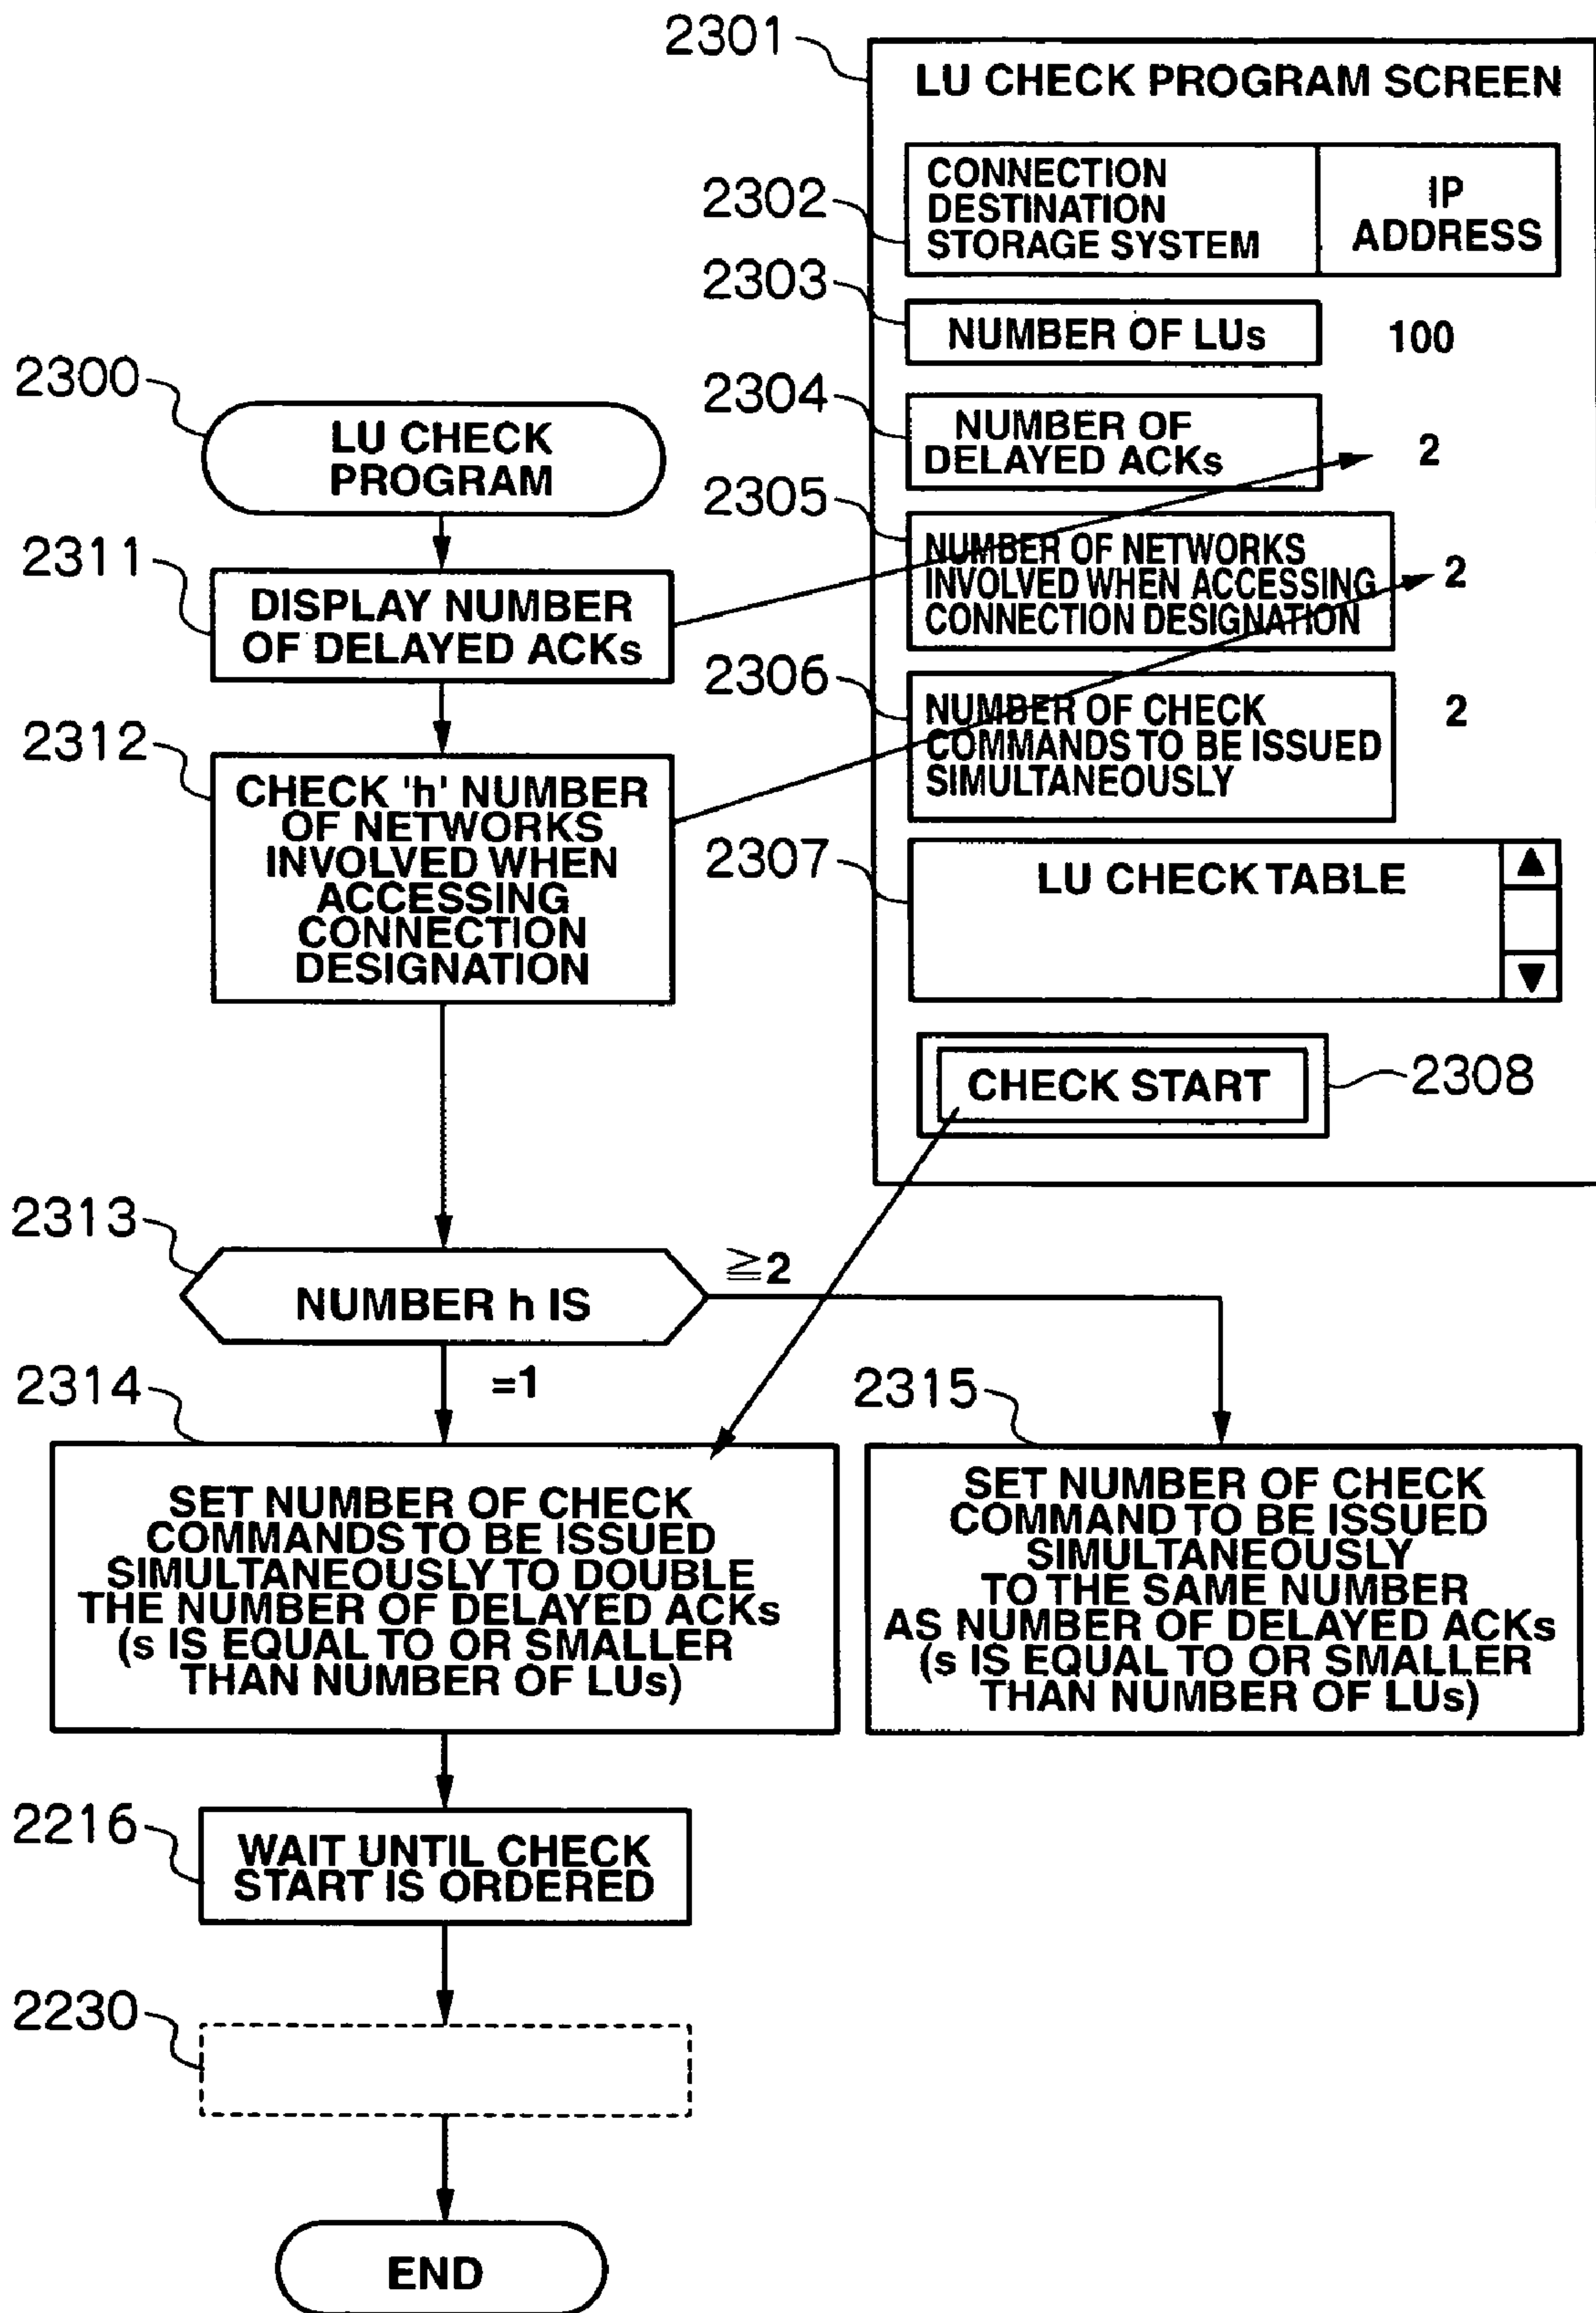 2301
LU CHECK PROGRAM SCREEN
2302
CONNECTION
DESTINATION
STORAGE SYSTEM
IP
ADDRESS
2303
NUMBER OF LUs
100
2304
NUMBER OF
DELAYED ACKs
2
2305
NUMBER OF NETWORKS
INVOLVED WHEN ACCESSING
CONNECTION DESIGNATION
2
2306
NUMBER OF CHECK
COMMANDS TO BE ISSUED
SIMULTANEOUSLY
2
2307
LU CHECK TABLE
▲
▼
CHECK START
2308
2300
LU CHECK
PROGRAM
2311
DISPLAY NUMBER
OF DELAYED ACKs
2312
CHECK 'h' NUMBER
OF NETWORKS
INVOLVED WHEN
ACCESSING
CONNECTION
DESIGNATION
2313
NUMBER h IS
≧2
=1
2314
SET NUMBER OF CHECK
COMMANDS TO BE ISSUED
SIMULTANEOUSLY TO DOUBLE
THE NUMBER OF DELAYED ACKs
(s IS EQUAL TO OR SMALLER
THAN NUMBER OF LUs)
2315
SET NUMBER OF CHECK
COMMAND TO BE ISSUED
SIMULTANEOUSLY
TO THE SAME NUMBER
AS NUMBER OF DELAYED ACKs
(s IS EQUAL TO OR SMALLER
THAN NUMBER OF LUs)
2216
WAIT UNTIL CHECK
START IS ORDERED
2230
END